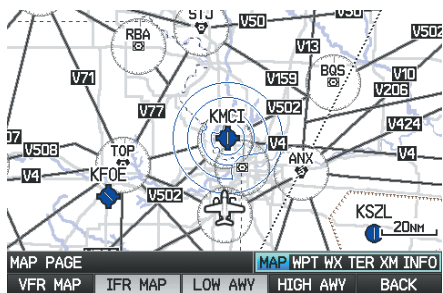 STJ
V50
V50
RBA
V13
V502
BQS
V71
V159
V10
V77
V502
V206
KMCI
V424
07
V508
TOP
V4
ANX
V4
V4
KFOE
V502
KSZL
20NM
MAP PAGE
MAP WPT WX TER XM INFO
VFR MAP IFR MAP LOW AWY HIGH AWY BACK